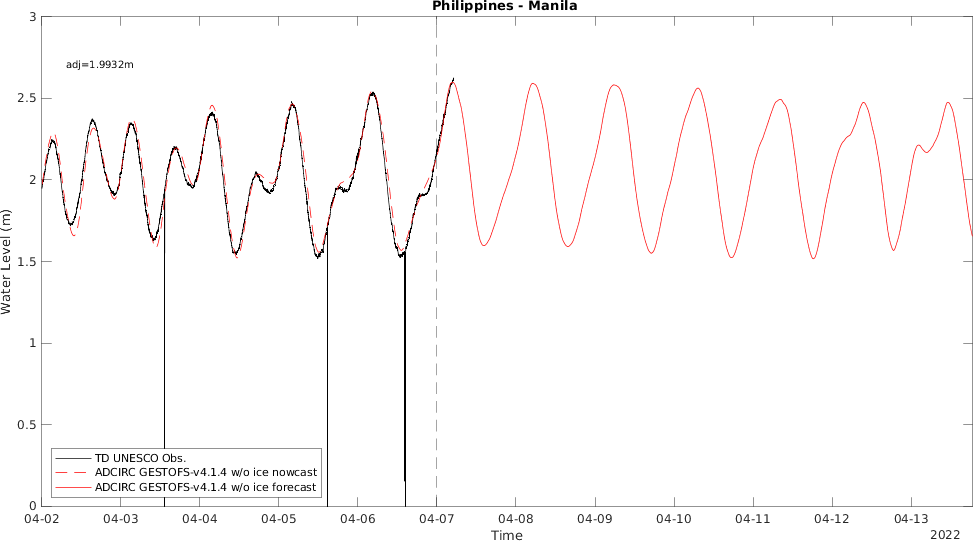 Philippines - Manila
3
adj=1.9932m
2.5
2
1.5
1
0.5
0
Water Level (m)
TD UNESCO Obs.
ADCIRC GESTOFS-v4.1.4 w/o ice nowcast
ADCIRC GESTOFS-v4.1.4 w/o ice forecast
04-02 04-03 04-04 04-05 04-06 04-07 04-08 04-09 04-10 04-11 04-12 04-13
Time
2022